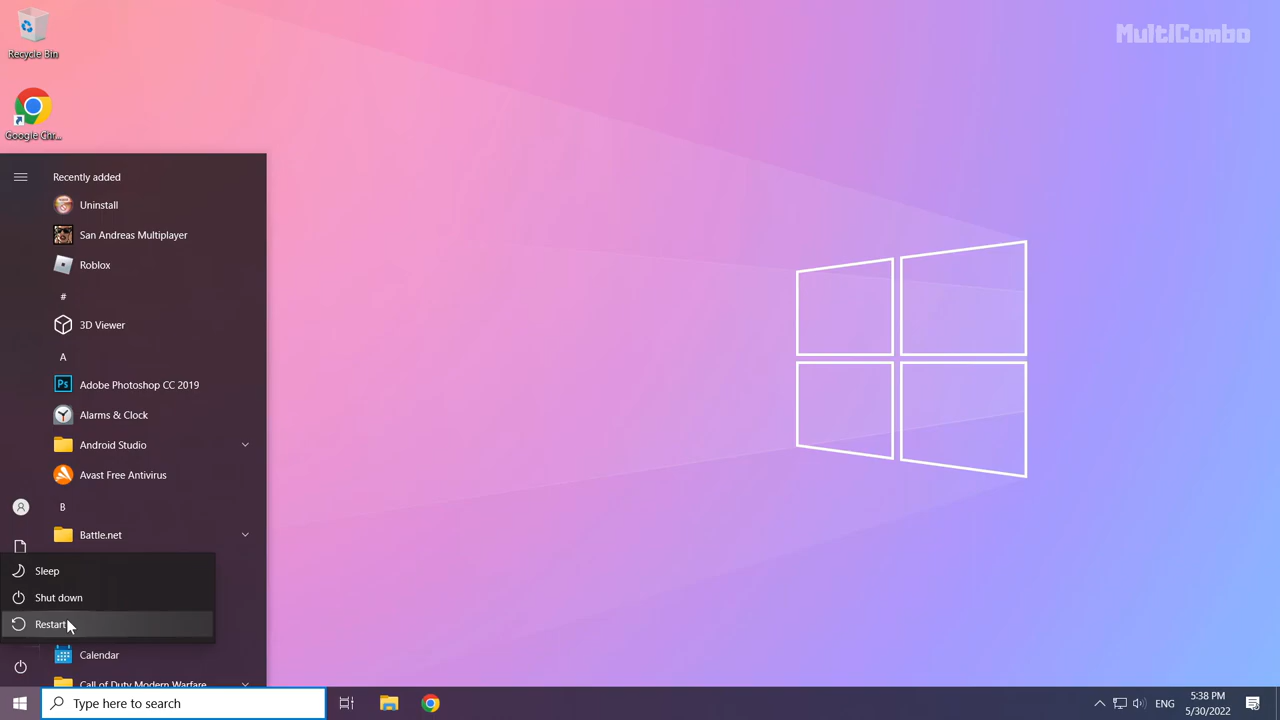 MultiCombo
Recycle Bin
Google Chr...
Recently added
Uninstall
San Andreas Multiplayer
Roblox
#
3D Viewer
A
Ps Adobe Photoshop CC 2019
Alarms & Clock
Android Studio
Avast Free Antivirus
B
Battle.net
Sleep
Shut down
Restart
Calendar
Call of Duty Modern Warfare
Type here to search
ENG
5:38 PM
5/30/2022